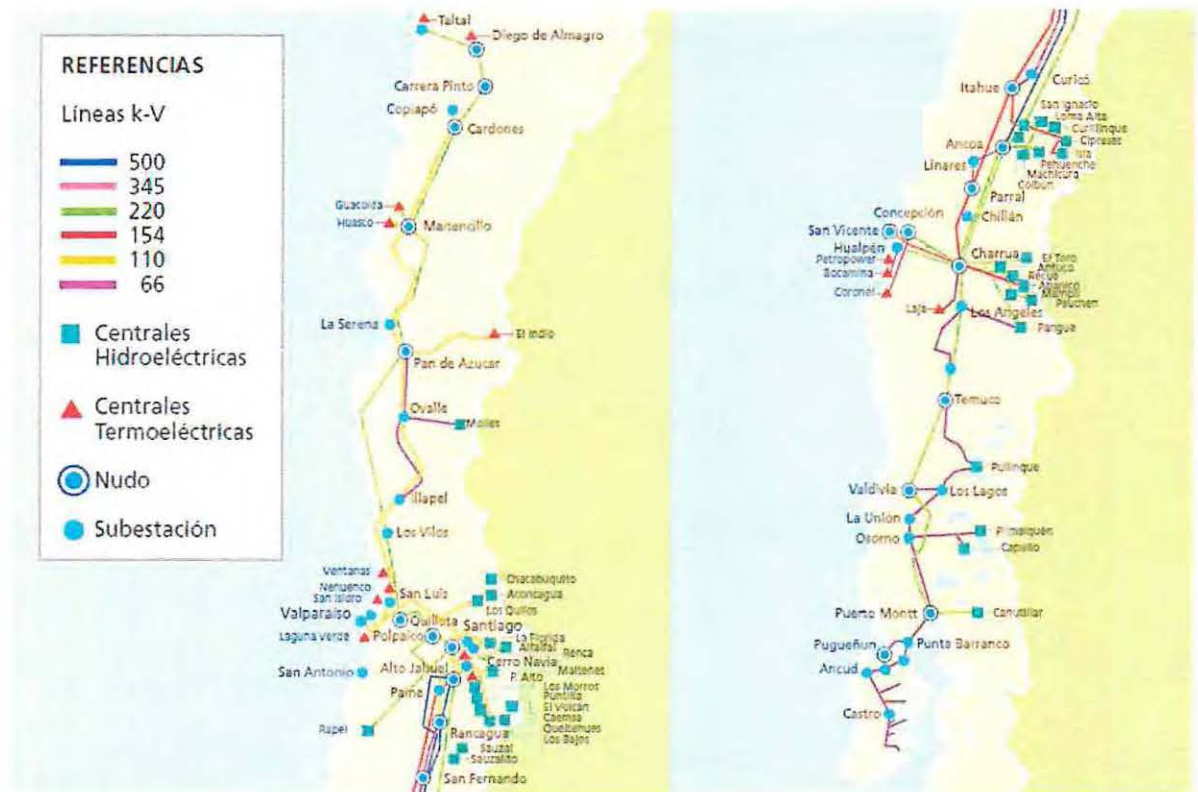 REFERENCIAS
Líneas k-V
500
345
220
154
110
66
Centrales
Hidroeléctricas
Centrales
Termoeléctricas
Nudo
Subestación
Taltal
Diego de Almagro
Carrera Pinto
Copiapó
Cardones
Guacolda
Huasco
Maitencillo
La Serena
El Indio
Pan de Azucar
Ovalle
Molles
Illapel
Los Vilos
Ventanas
Nehuenco
San Isidro
San Luis
Chacabuquito
Aconcagua
Los Quilos
Valparaíso
Quillota
Santiago
Laguna Verde
Polpaico
La Florida
Alfalfal
Renca
San Antonio
Alto Jahuel
Cerro Navia
Maitenes
P. Alto
Los Morros
Puntilla
El Volcán
Caemsa
Queltehues
Los Bajos
Paine
Rapel
Rancagua
Sauzal
Sauzalito
San Fernando
Curicó
Itahue
San Ignacio
Loma Alta
Curillinque
Cipreses
Isla
Ancoa
Pehuenche
Machicura
Colbún
Linares
Parral
Chillán
Concepción
San Vicente
Hualpén
Petropower
Bocamina
Coronel
Charrua
El Toro
Antuco
Rucue
Abanico
Mampil
Peuchen
Laja
Los Angeles
Pangue
Temuco
Pulinque
Valdivia
Los Lagos
La Unión
Osorno
Pilmaiquén
Capullo
Puerto Montt
Canutillar
Pugueñun
Punta Barranco
Ancud
Castro